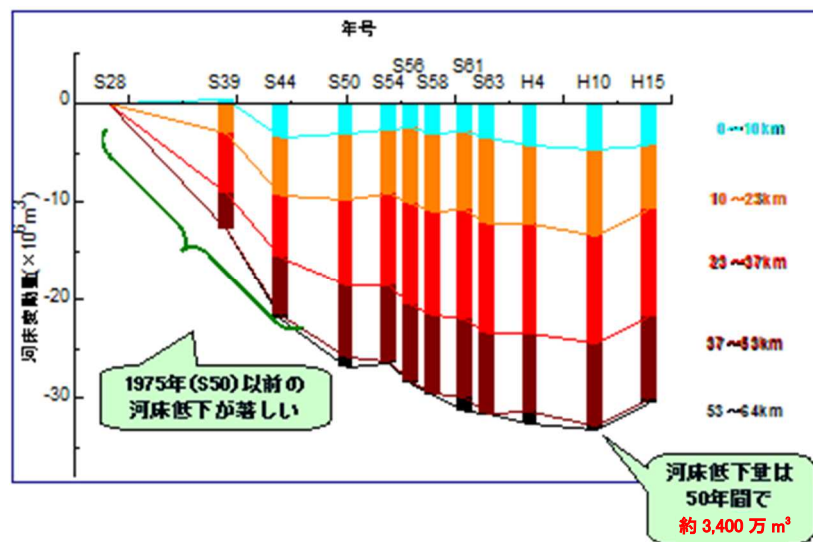 年号
S28
S39
S44
S50
S54
S56
S58
S61
S63
H4
H10
H15
0
-10
-20
-30
河床変動量(×10⁶m³)
0～10km
10～23km
23～37km
37～53km
53～64km
1975年(S50)以前の
河床低下が著しい
河床低下量は
50年間で
約 3,400 万 m³